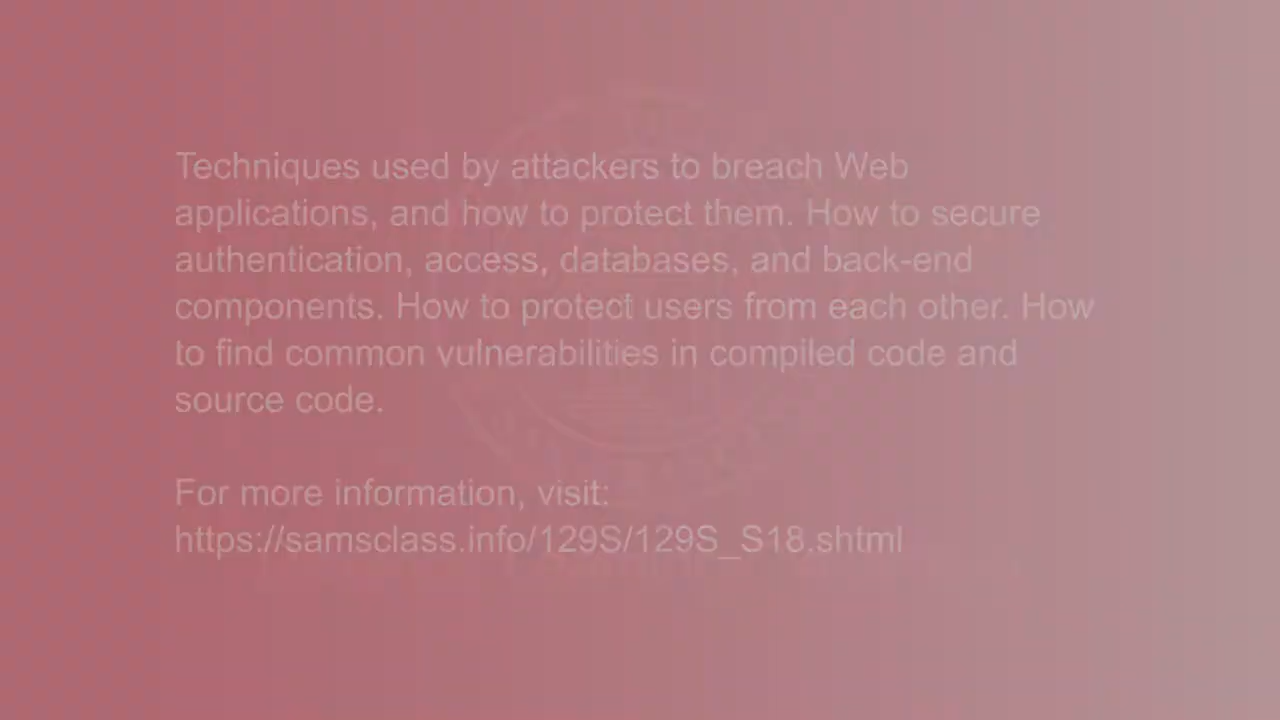 Techniques used by attackers to breach Web
applications, and how to protect them. How to secure
authentication, access, databases, and back-end
components. How to protect users from each other. How
to find common vulnerabilities in compiled code and
source code.
For more information, visit:
https://samsclass.info/129S/129S_S18.shtml